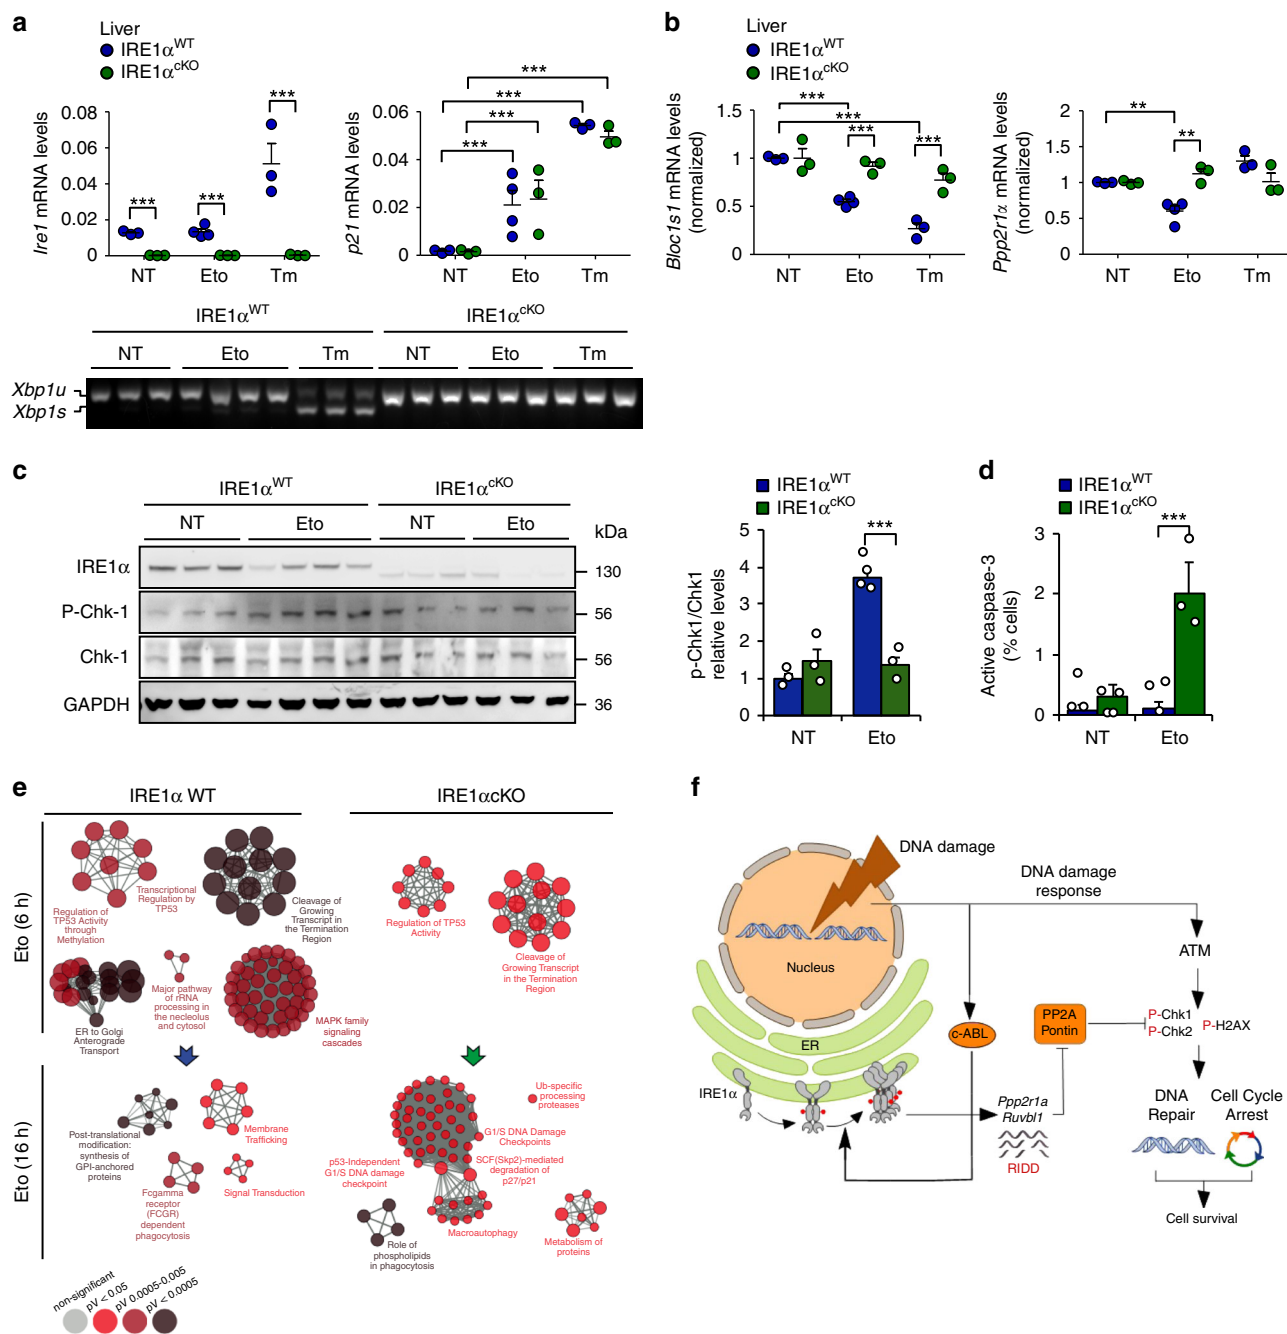 a
Liver
IRE1α^WT
IRE1α^cKO
Ire1 mRNA levels
0.08
0.06
0.04
0.02
0
***
***
***
NT
Eto
Tm
p21 mRNA levels
0.06
0.04
0.02
0
***
***
***
***
NT
Eto
Tm
IRE1α^WT
IRE1α^cKO
NT
Eto
Tm
NT
Eto
Tm
Xbp1u
Xbp1s
b
Liver
IRE1α^WT
IRE1α^cKO
Bloc1s1 mRNA levels
(normalized)
1.5
1
0.5
0
***
***
***
***
NT
Eto
Tm
Ppp2r1α mRNA levels
(normalized)
2
1.5
1
0.5
0
**
**
NT
Eto
Tm
c
IRE1α^WT
IRE1α^cKO
NT
Eto
NT
Eto
kDa
IRE1α
130
P-Chk-1
56
Chk-1
56
GAPDH
36
IRE1α^WT
IRE1α^cKO
p-Chk1/Chk1
relative levels
5
4
3
2
1
0
***
NT
Eto
d
IRE1α^WT
IRE1α^cKO
Active caspase-3
(% cells)
3
2
1
0
***
NT
Eto
e
IRE1α WT
IRE1αcKO
Eto (6 h)
Regulation of
TP53 Activity
through
Methylation
Transcriptional
Regulation by
TP53
Cleavage of
Growing
Transcript in
the Termination
Region
ER to Golgi
Anterograde
Transport
Major pathway
of rRNA
processing in
the necleolus
and cytosol
MAPK family
signaling
cascades
Regulation of TP53
Activity
Cleavage of
Growing Transcript
in the Termination
Region
Eto (16 h)
Post-translational
modification:
synthesis of
GPI-anchored
proteins
Membrane
Trafficking
Fcgamma
receptor
(FCGR)
dependent
phagocytosis
Signal Transduction
Ub-specific
processing
proteases
G1/S DNA Damage
Checkpoints
p53-Independent
G1/S DNA damage
checkpoint
SCF(Skp2)-mediated
degradation of
p27/p21
Macroautophagy
Role of
phospholipids
in phagocytosis
Metabolism of
proteins
non-significant
pV < 0.05
pV 0.0005-0.005
pV < 0.0005
f
DNA damage
DNA damage
response
Nucleus
ATM
ER
c-ABL
PP2A
Pontin
P-Chk1
P-Chk2
P-H2AX
IRE1α
Ppp2r1a
Ruvbl1
RIDD
DNA
Repair
Cell Cycle
Arrest
Cell survival